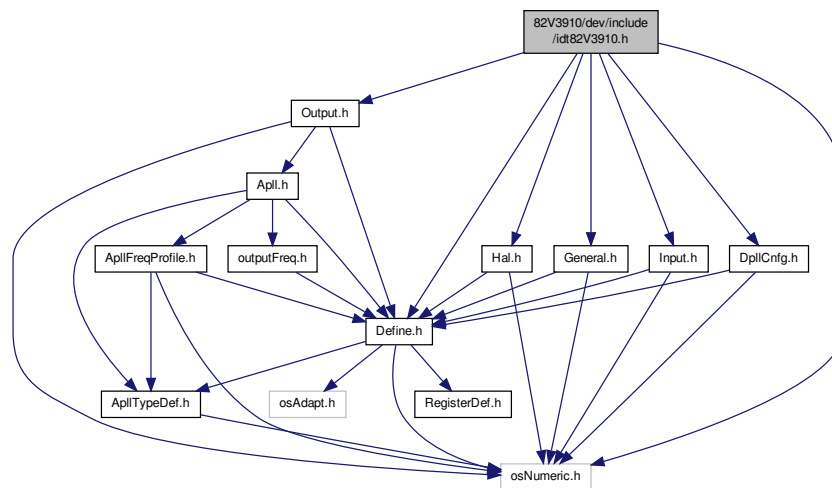 82V3910/dev/include
/idt82V3910.h
Output.h
Apll.h
ApllFreqProfile.h
outputFreq.h
Hal.h
General.h
Input.h
DpllCnfg.h
Define.h
ApllTypeDef.h
osAdapt.h
RegisterDef.h
osNumeric.h